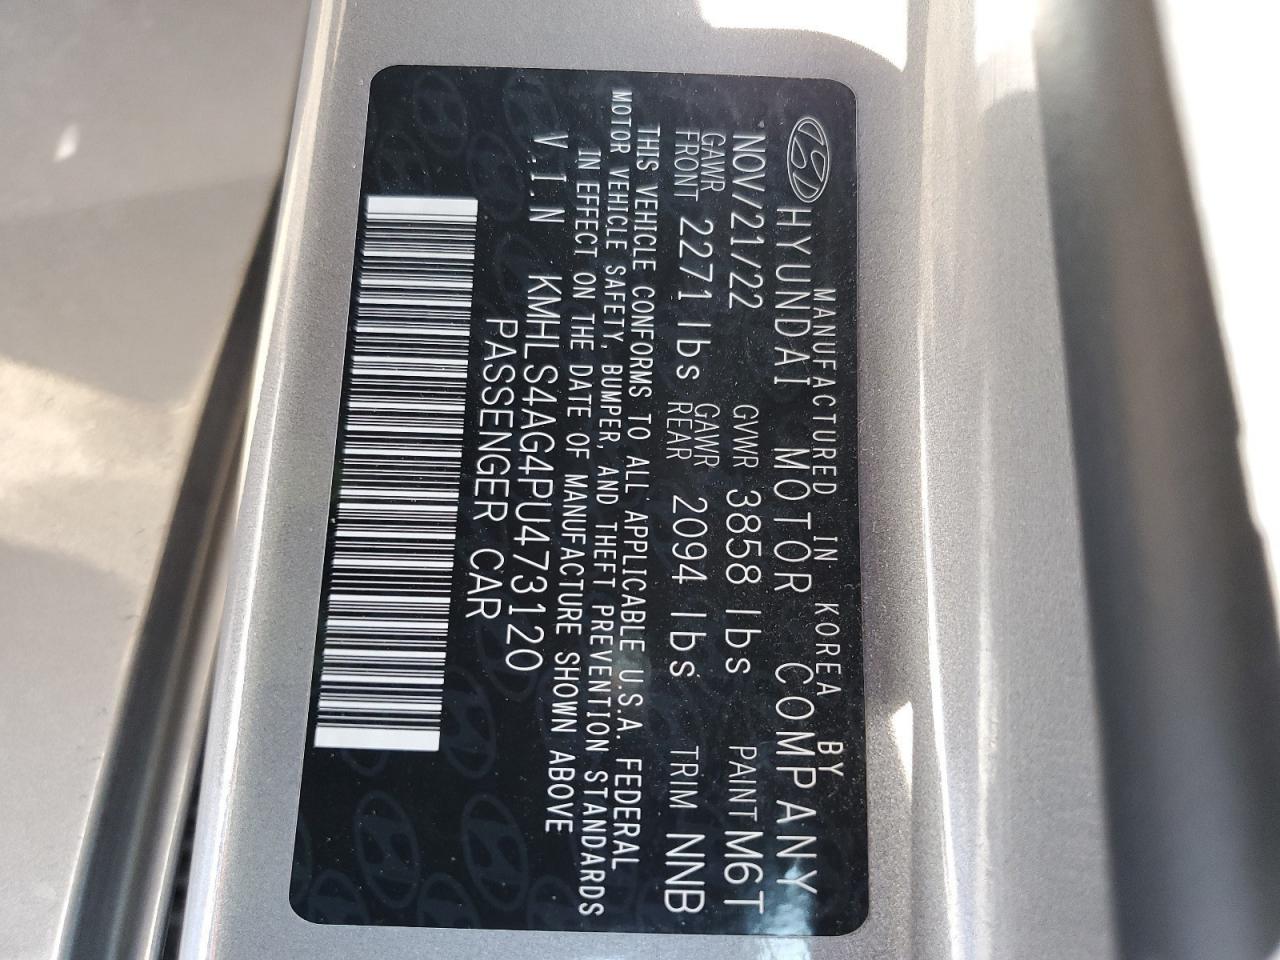 MANUFACTURED IN KOREA BY
HYUNDAI MOTOR COMPANY
NOV/21/22 GVWR 3858 lbs PAINT M6T
GAWR FRONT 2271 lbs GAWR REAR 2094 lbs TRIM NNB
THIS VEHICLE CONFORMS TO ALL APPLICABLE U.S.A. FEDERAL
MOTOR VEHICLE SAFETY, BUMPER, AND THEFT PREVENTION STANDARDS
IN EFFECT ON THE DATE OF MANUFACTURE SHOWN ABOVE
V.I.N KMHLS4AG4PU473120
PASSENGER CAR